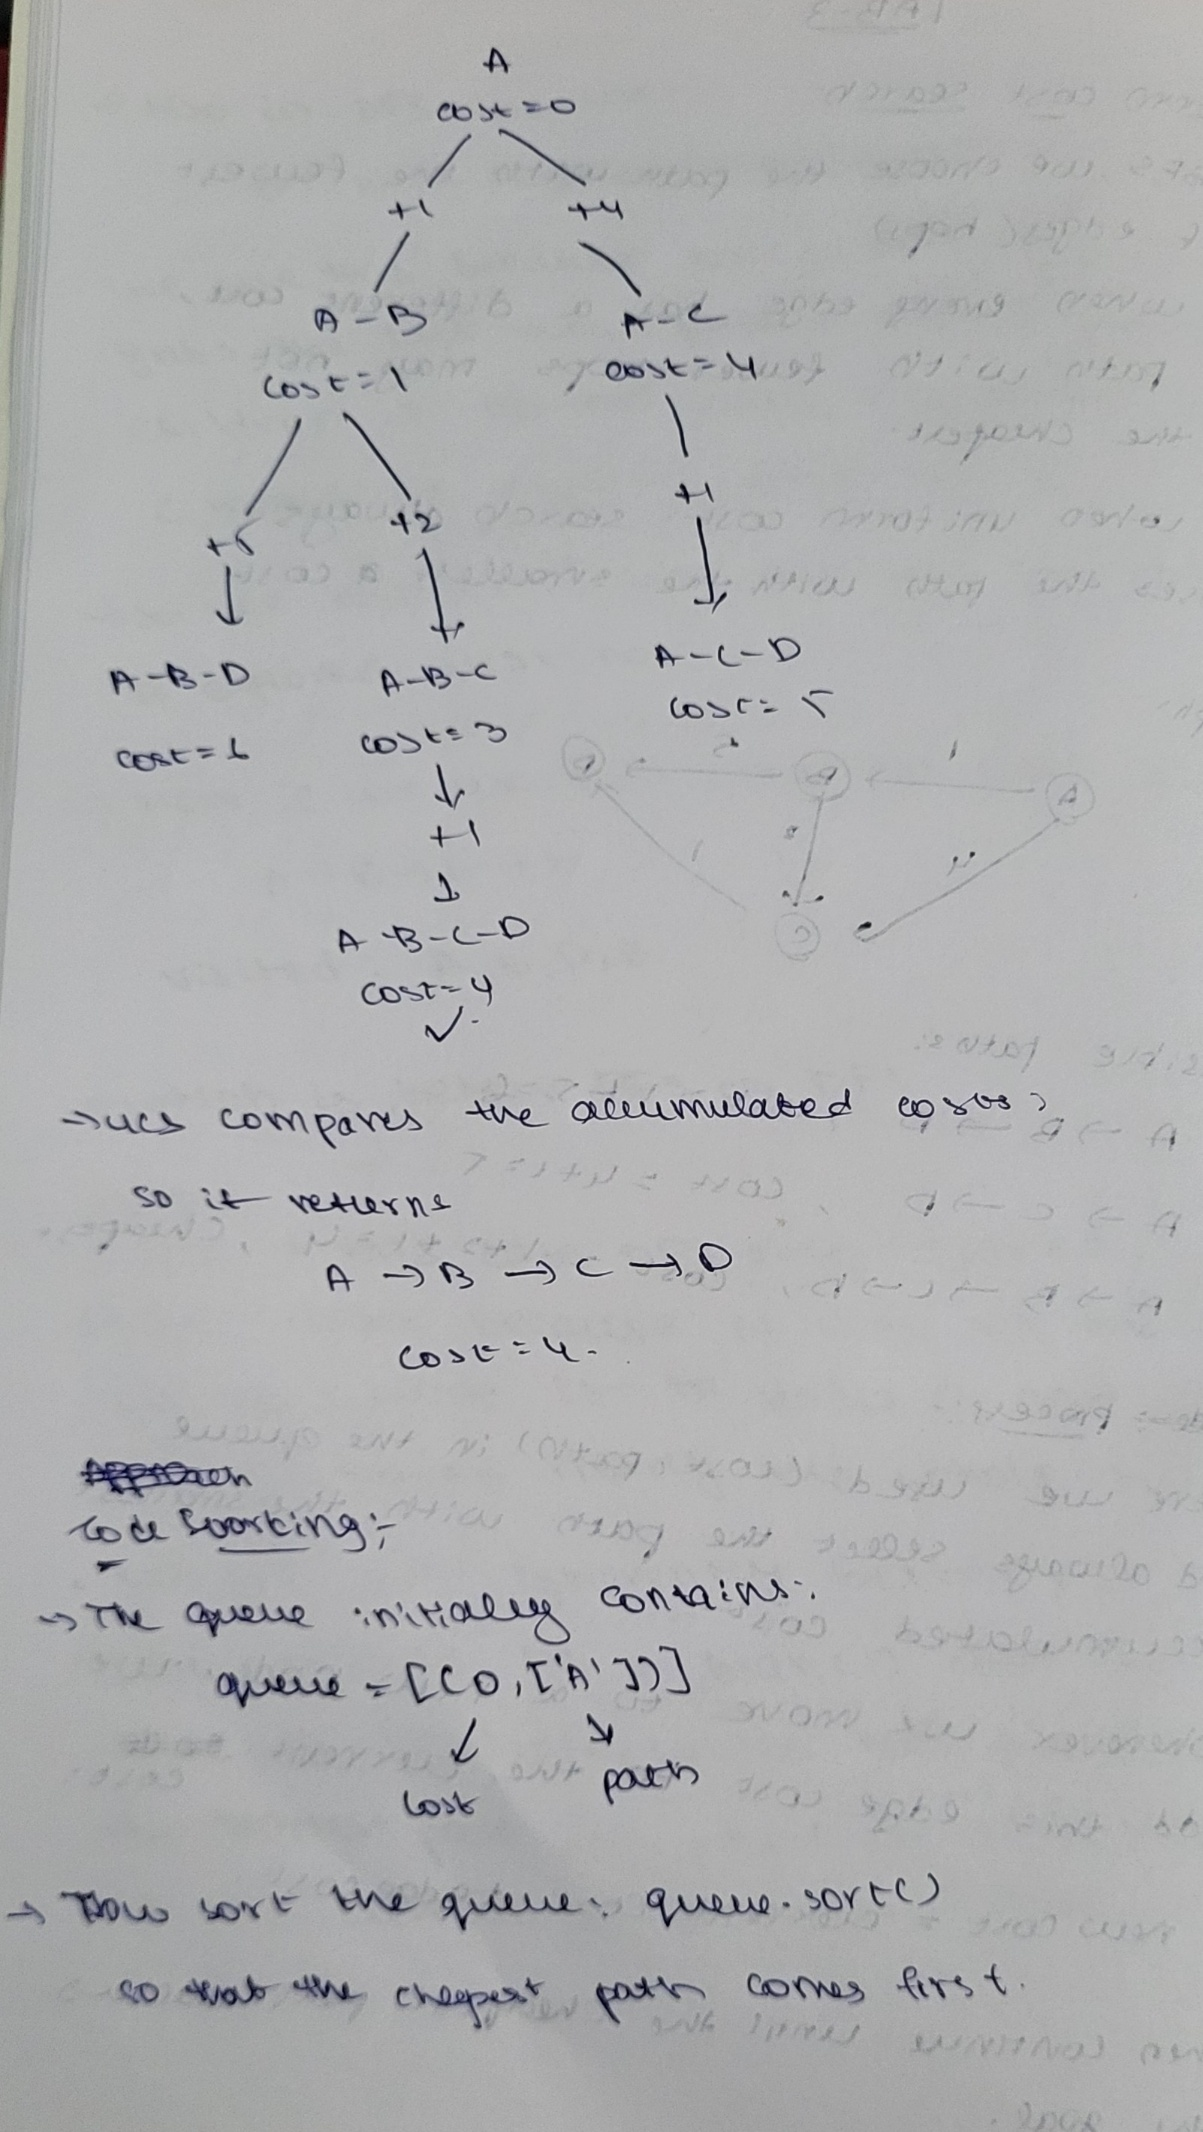 A
cost=0
+1 +4
A-B A-C
cost=1 cost=4
+5 +2 +1
A-B-D A-B-C A-C-D
cost=6 cost=3 cost=5
+1
A-B-C-D
cost=4
✓
→ UCS compares the accumulated costs,
so it returns
A → B → C → D
cost=4.
Code working:-
→ The queue initially contains:
queue = [(0,['A'])]
cost path
→ Now sort the queue: queue.sort()
so that the cheapest path comes first.